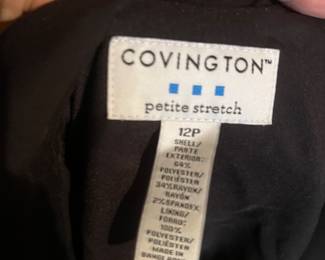 COVINGTON™
petite stretch
12P
SHELL/
PARTE
EXTERIOR:
64%
POLYESTER/
POLIÉSTER
34%RAYON/
RAYÓN
2%SPANDEX
LINING/
FORRO:
100%
POLYESTER/
POLIÉSTER
MADE IN